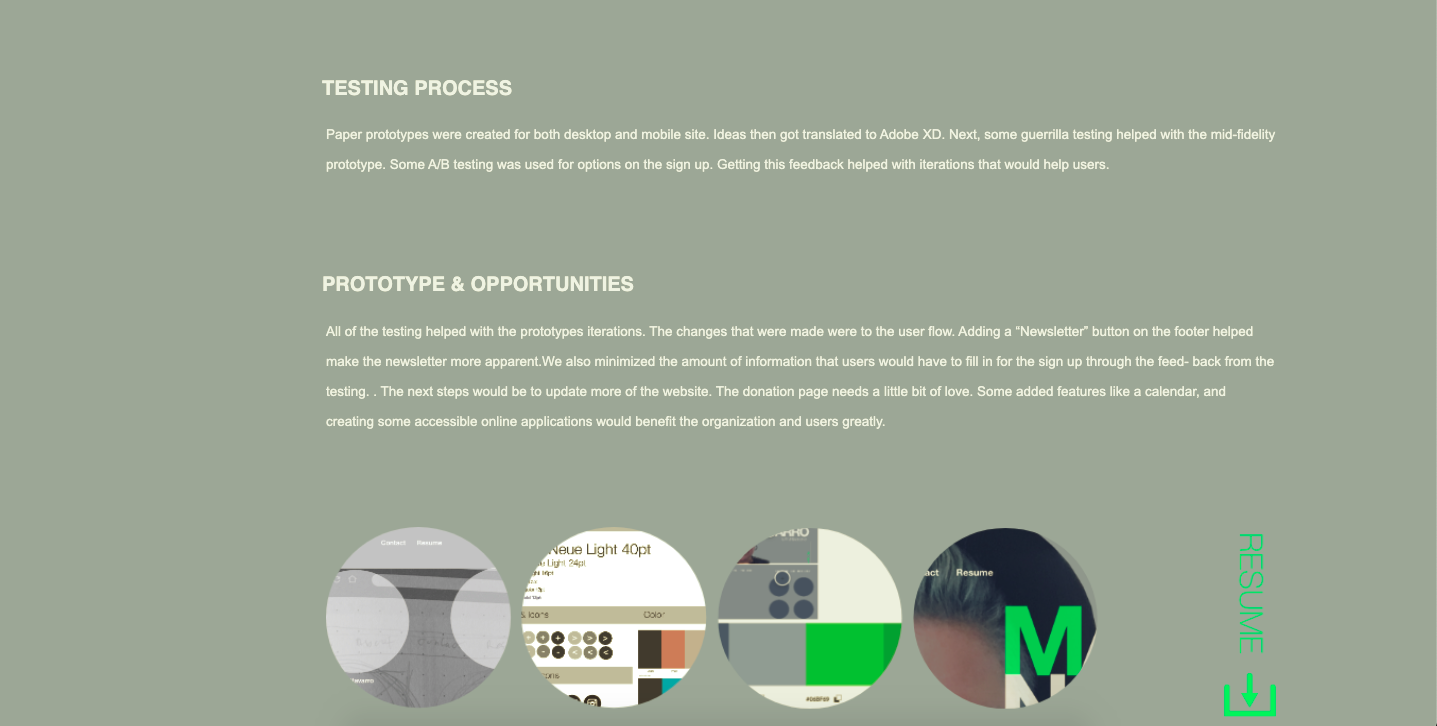 TESTING PROCESS
Paper prototypes were created for both desktop and mobile site. Ideas then got translated to Adobe XD. Next, some guerrilla testing helped with the mid-fidelity
prototype. Some A/B testing was used for options on the sign up. Getting this feedback helped with iterations that would help users.
PROTOTYPE & OPPORTUNITIES
All of the testing helped with the prototypes iterations. The changes that were made were to the user flow. Adding a “Newsletter” button on the footer helped
make the newsletter more apparent.We also minimized the amount of information that users would have to fill in for the sign up through the feed- back from the
testing. . The next steps would be to update more of the website. The donation page needs a little bit of love. Some added features like a calendar, and
creating some accessible online applications would benefit the organization and users greatly.
Contact Resume
Neue Light 40pt
Light 24pt
& Icons Color
act Resume
M
N
RESUME